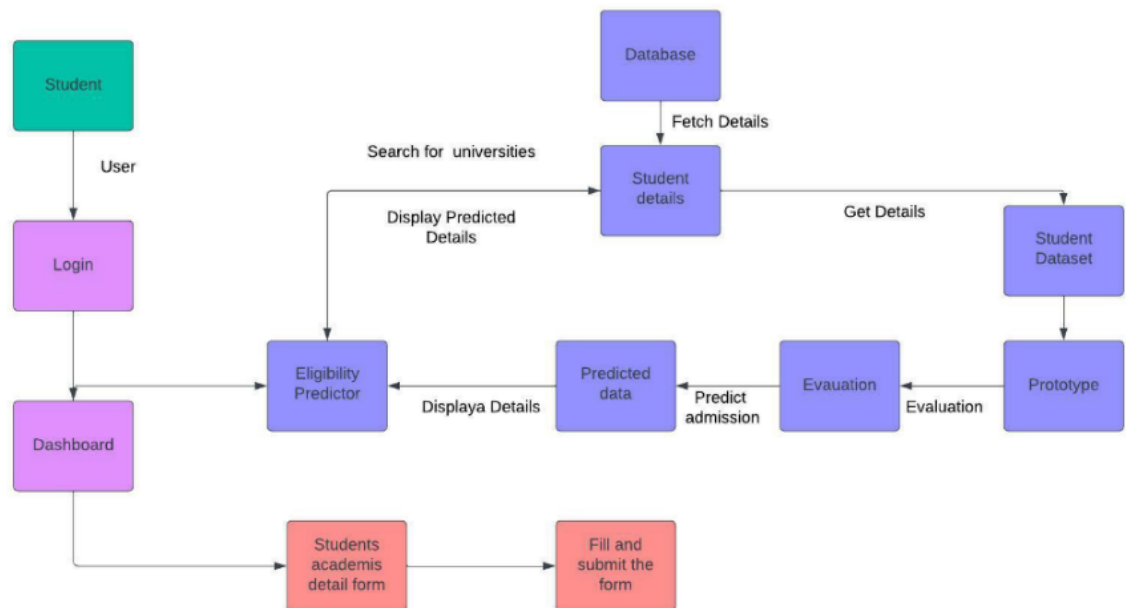 Student
Database
Fetch Details
User
Search for universities
Student
details
Display Predicted
Details
Get Details
Student
Dataset
Login
Eligibility
Predictor
Predicted
data
Evauation
Prototype
Displaya Details
Predict
admission
Evaluation
Dashboard
Students
academis
detail form
Fill and
submit the
form